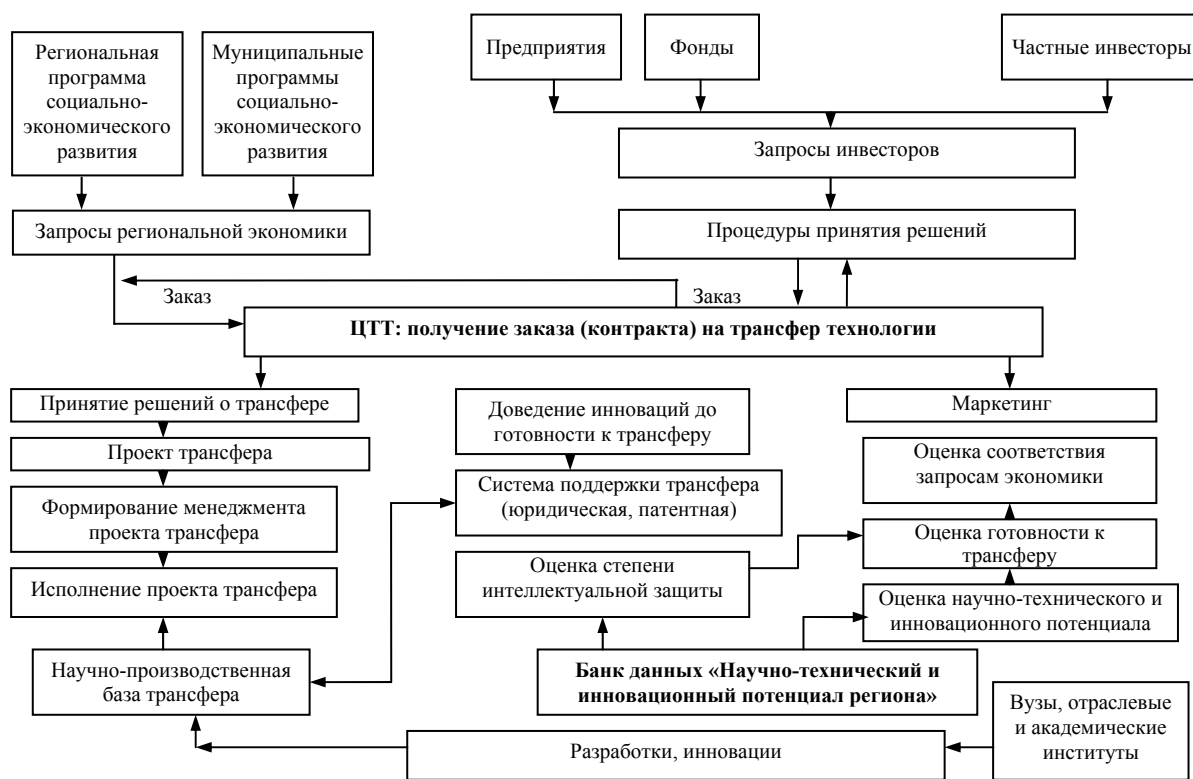 Региональная
программа
социально-
экономического
развития
Муниципальные
программы
социально-
экономического
развития
Предприятия
Фонды
Частные инвесторы
Запросы инвесторов
Запросы региональной экономики
Процедуры принятия решений
Заказ
Заказ
ЦТТ: получение заказа (контракта) на трансфер технологии
Принятие решений о трансфере
Проект трансфера
Формирование менеджмента
проекта трансфера
Исполнение проекта трансфера
Научно-производственная
база трансфера
Доведение инноваций до
готовности к трансферу
Система поддержки трансфера
(юридическая, патентная)
Оценка степени
интеллектуальной защиты
Маркетинг
Оценка соответствия
запросам экономики
Оценка готовности к
трансферу
Оценка научно-технического и
инновационного потенциала
Банк данных «Научно-технический и
инновационный потенциал региона»
Вузы, отраслевые
и академические
институты
Разработки, инновации